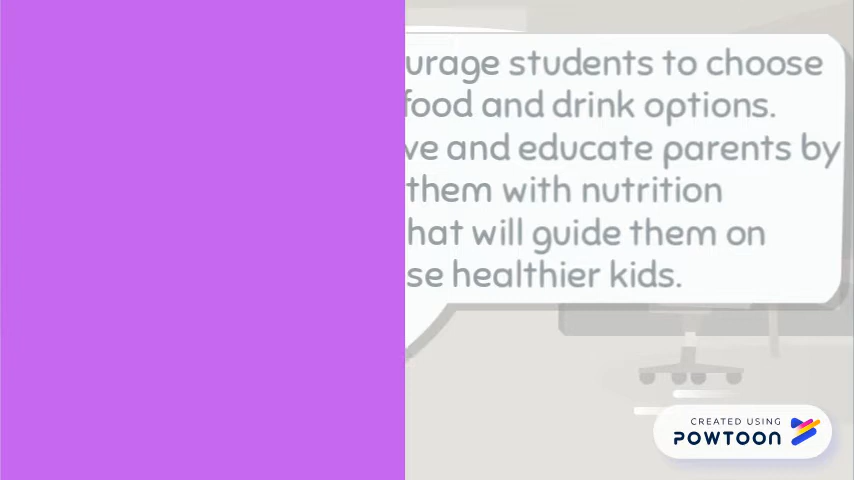 urage students to choose
food and drink options.
ve and educate parents by
them with nutrition
hat will guide them on
se healthier kids.
CREATED USING
POWTOON